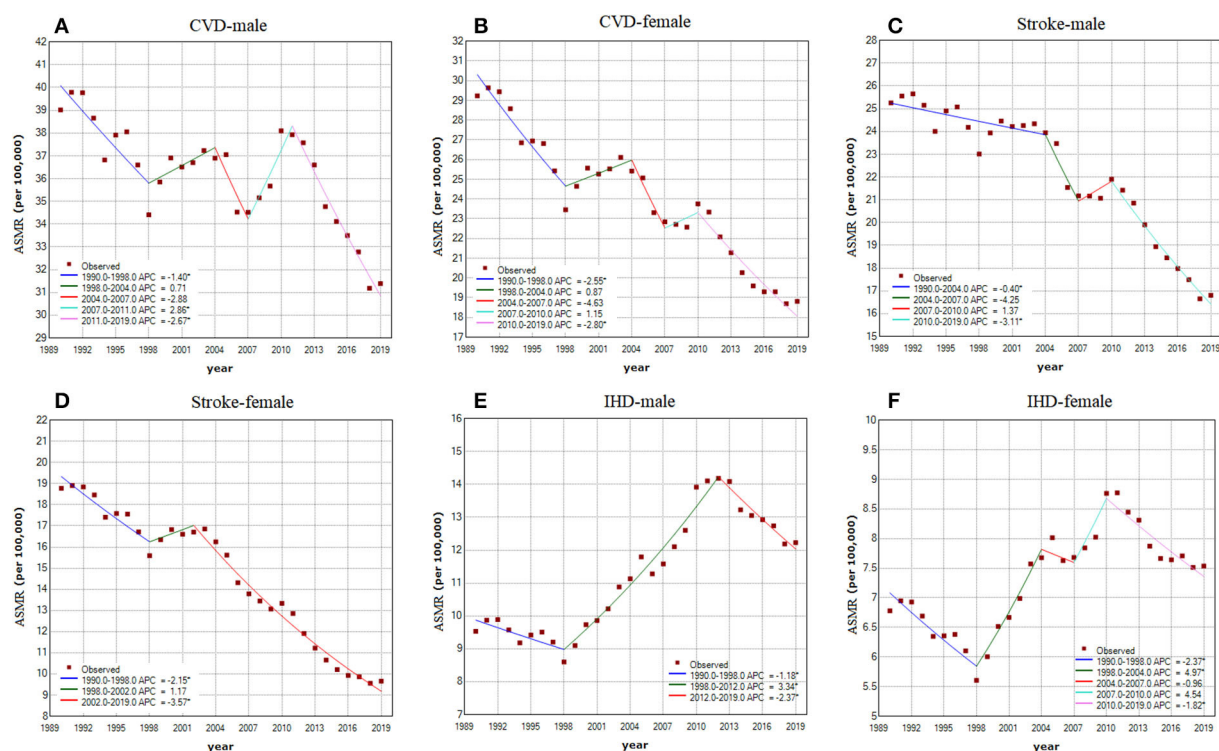 A
CVD-male
ASMR (per 100,000)
42
41
40
39
38
37
36
35
34
33
32
31
30
29
Observed
1990.0-1998.0 APC = -1.40*
1998.0-2004.0 APC = 0.71
2004.0-2007.0 APC = -2.88
2007.0-2011.0 APC = 2.86*
2011.0-2019.0 APC = -2.67*
1989 1992 1995 1998 2001 2004 2007 2010 2013 2016 2019
year
B
CVD-female
ASMR (per 100,000)
32
31
30
29
28
27
26
25
24
23
22
21
20
19
18
17
Observed
1990.0-1998.0 APC = -2.55*
1998.0-2004.0 APC = 0.87
2004.0-2007.0 APC = -4.63
2007.0-2010.0 APC = 1.15
2010.0-2019.0 APC = -2.80*
1989 1992 1995 1998 2001 2004 2007 2010 2013 2016 2019
year
C
Stroke-male
ASMR (per 100,000)
28
27
26
25
24
23
22
21
20
19
18
17
16
15
Observed
1990.0-2004.0 APC = -0.40*
2004.0-2007.0 APC = -4.25
2007.0-2010.0 APC = 1.37
2010.0-2019.0 APC = -3.11*
1989 1992 1995 1998 2001 2004 2007 2010 2013 2016 2019
year
D
Stroke-female
ASMR (per 100,000)
22
21
20
19
18
17
16
15
14
13
12
11
10
9
8
Observed
1990.0-1998.0 APC = -2.15*
1998.0-2002.0 APC = 1.17
2002.0-2019.0 APC = -3.57*
1989 1992 1995 1998 2001 2004 2007 2010 2013 2016 2019
year
E
IHD-male
ASMR (per 100,000)
16
15
14
13
12
11
10
9
8
7
Observed
1990.0-1998.0 APC = -1.18*
1998.0-2012.0 APC = 3.34*
2012.0-2019.0 APC = -2.37*
1989 1992 1995 1998 2001 2004 2007 2010 2013 2016 2019
year
F
IHD-female
ASMR (per 100,000)
10
9.5
9
8.5
8
7.5
7
6.5
6
5.5
5
Observed
1990.0-1998.0 APC = -2.37*
1998.0-2004.0 APC = 4.97*
2004.0-2007.0 APC = -0.96
2007.0-2010.0 APC = 4.54
2010.0-2019.0 APC = -1.82*
1989 1992 1995 1998 2001 2004 2007 2010 2013 2016 2019
year